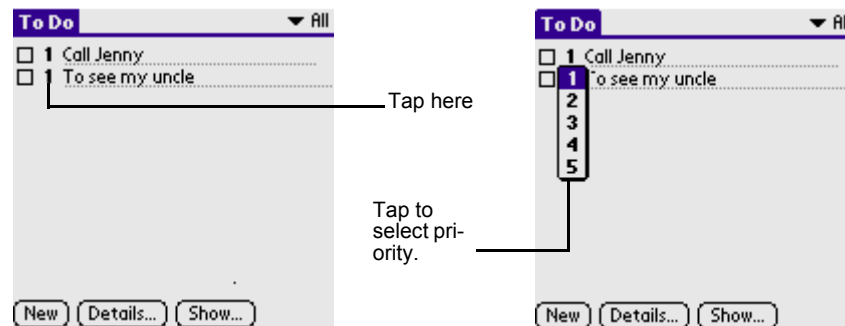 To Do All
1 Call Jenny
1 To see my uncle
Tap here
New Details... Show...
Tap to
select pri-
ority.
To Do
1 Call Jenny
1 To see my uncle
2
3
4
5
New Details... Show...